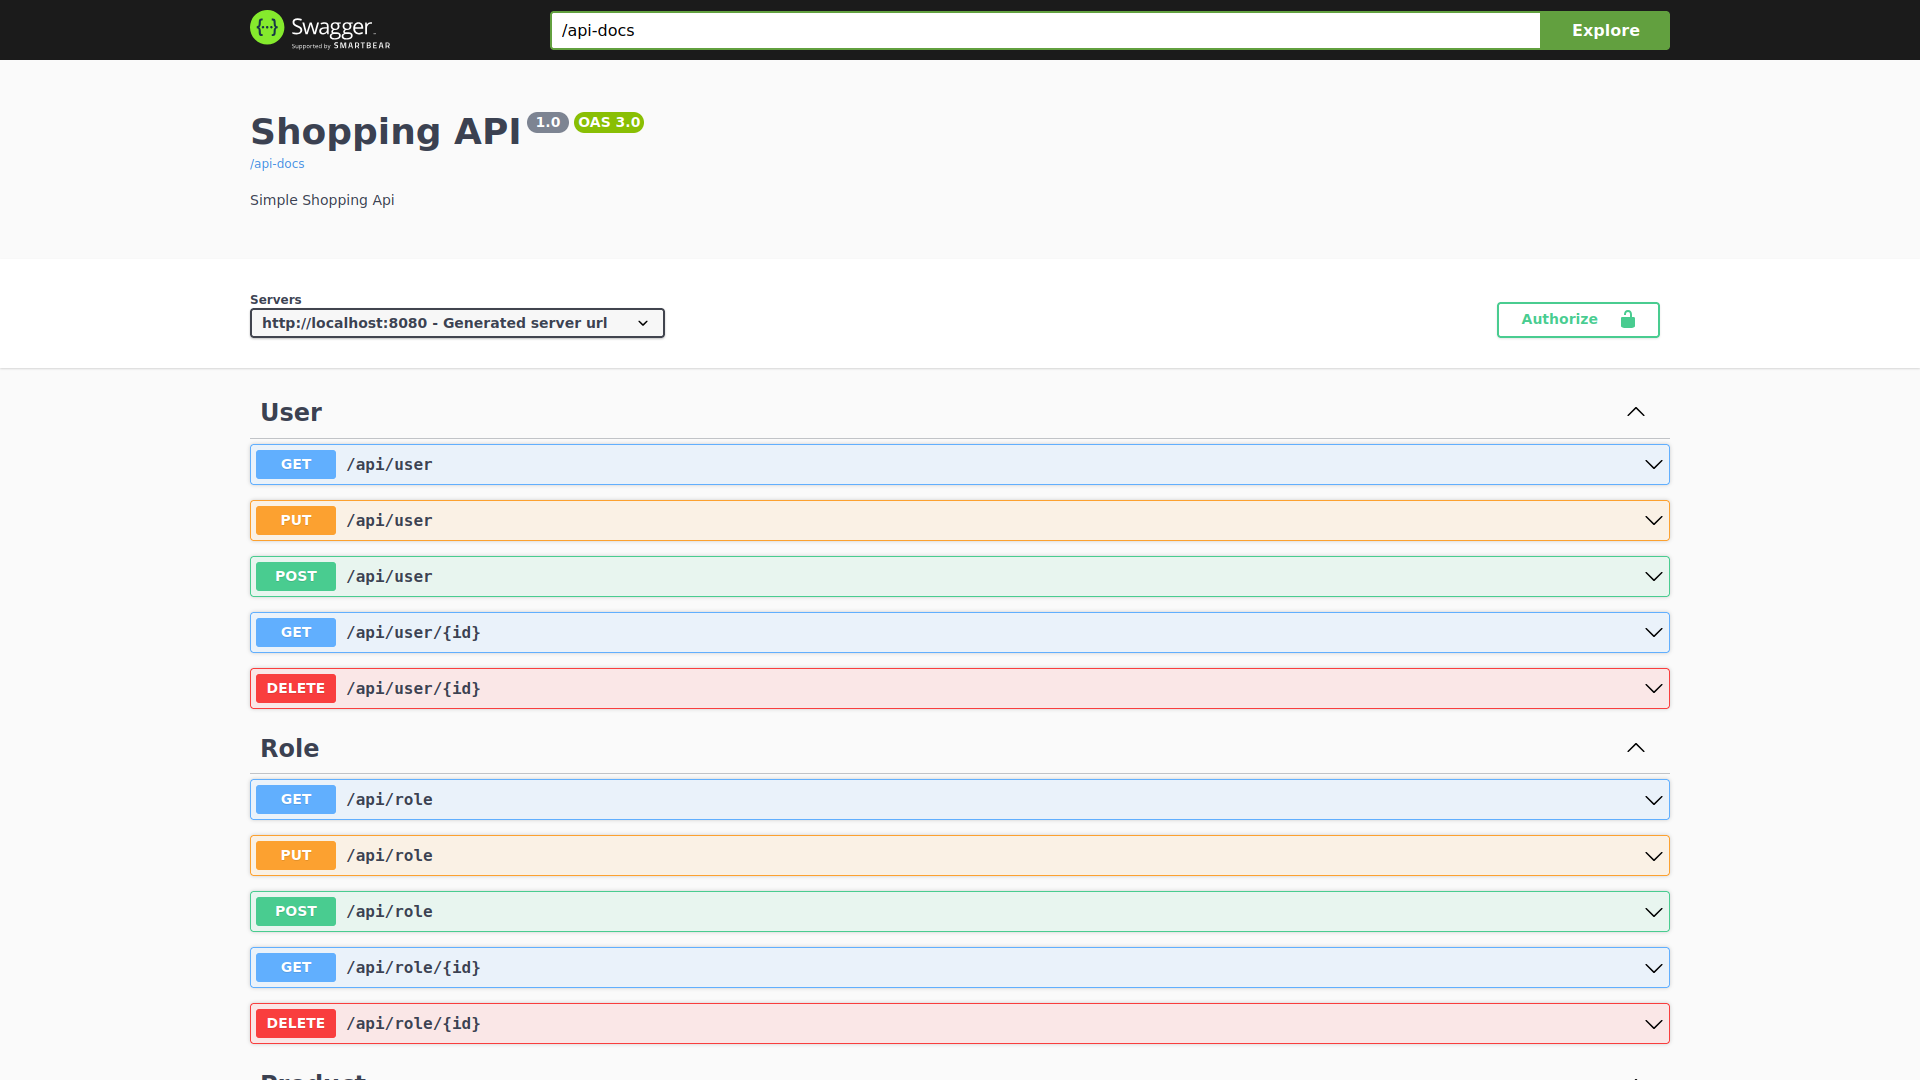 Swagger
Supported by SMARTBEAR
/api-docs
Explore
Shopping API 1.0 OAS 3.0
/api-docs
Simple Shopping Api
Servers
http://localhost:8080 - Generated server url
Authorize
User
GET /api/user
PUT /api/user
POST /api/user
GET /api/user/{id}
DELETE /api/user/{id}
Role
GET /api/role
PUT /api/role
POST /api/role
GET /api/role/{id}
DELETE /api/role/{id}
Product